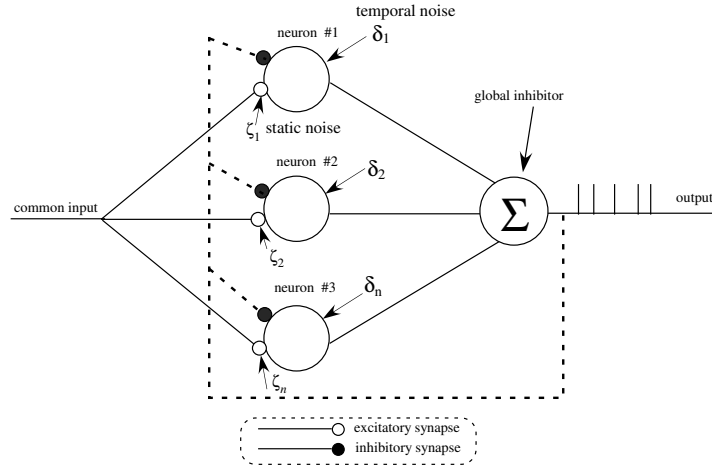 temporal noise
neuron #1
δ1
global inhibitor
ζ1 static noise
neuron #2
δ2
common input
Σ
output
ζ2
neuron #3
δn
ζn
excitatory synapse
inhibitory synapse